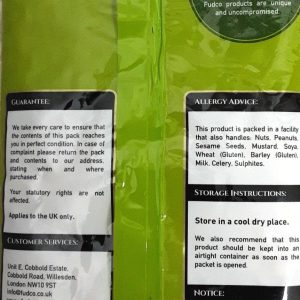 Fudco products are unique
and uncompromised
GUARANTEE:
We take every care to ensure that
the contents of this pack reaches
you in perfect condition. In case of
complaint please return the pack
and contents to our address,
stating when and where
purchased.
Your statutory rights are not
affected.
Applies to the UK only.
CUSTOMER SERVICES:
Unit E, Cobbold Estate,
Cobbold Road, Willesden,
London NW10 9ST
info@fudco.co.uk
ALLERGY ADVICE:
This product is packed in a facility
that also handles: Nuts, Peanuts,
Sesame Seeds, Mustard, Soya,
Wheat (Gluten), Barley (Gluten),
Milk, Celery, Sulphites.
STORAGE INSTRUCTIONS:
Store in a cool dry place.
We also recommend that this
product should be kept into an
airtight container as soon as the
packet is opened.
NOTICE: